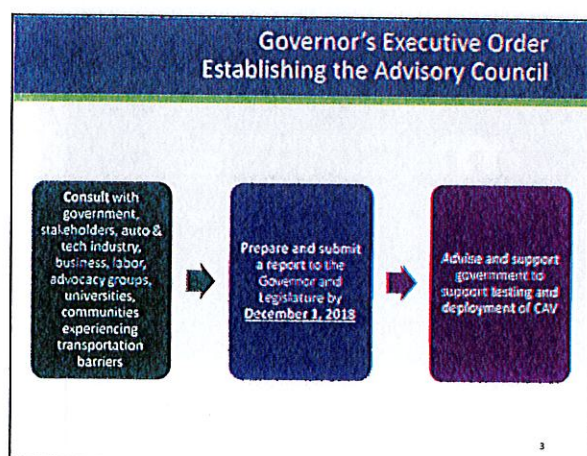 Governor's Executive Order
Establishing the Advisory Council
Consult with
government,
stakeholders, auto &
tech industry,
business, labor,
advocacy groups,
universities,
communities
experiencing
transportation
barriers
Prepare and submit
a report to the
Governor and
Legislature by
December 1, 2018
Advise and support
government to
support testing and
deployment of CAV
3